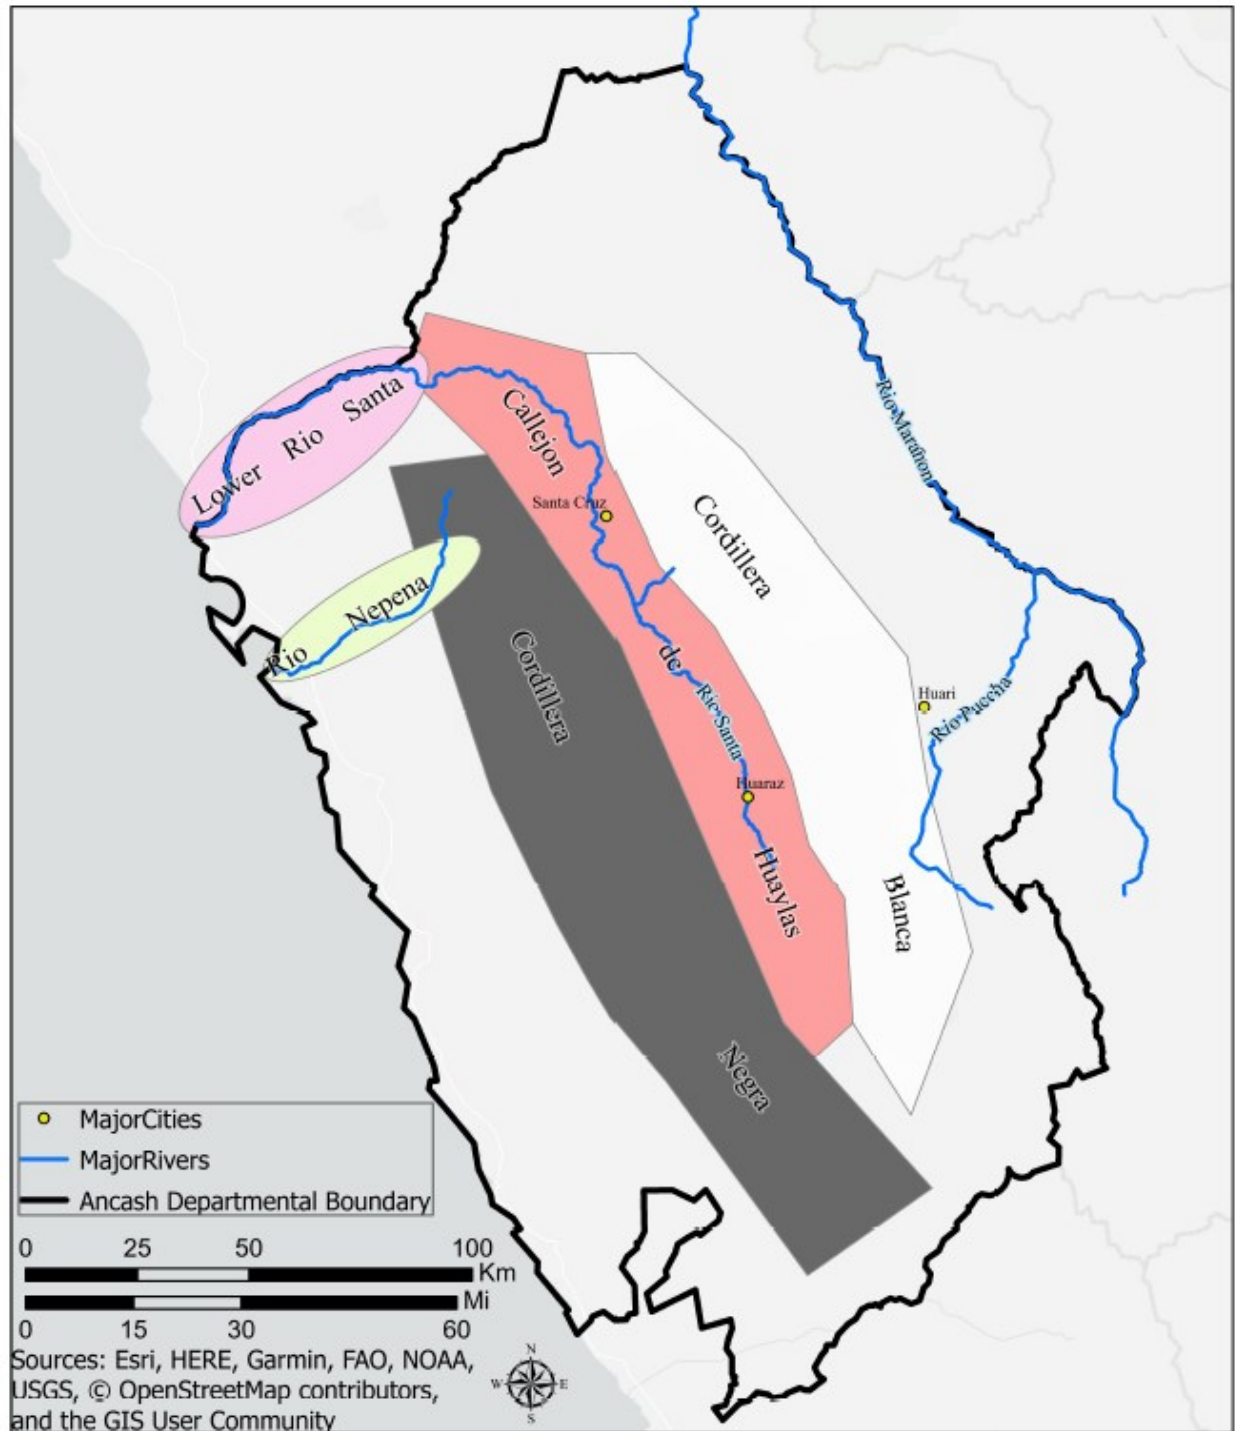 Lower Rio Santa
Callejon de Huaylas
Santa Cruz
Cordillera Blanca
Rio Marañon
Rio Nepena
Cordillera Negra
Rio Santa
Huari
Rio Puccha
Huaraz
MajorCities
MajorRivers
Ancash Departmental Boundary
0 25 50 100
Km
Mi
0 15 30 60
Sources: Esri, HERE, Garmin, FAO, NOAA,
USGS, © OpenStreetMap contributors,
and the GIS User Community
N
W E
S